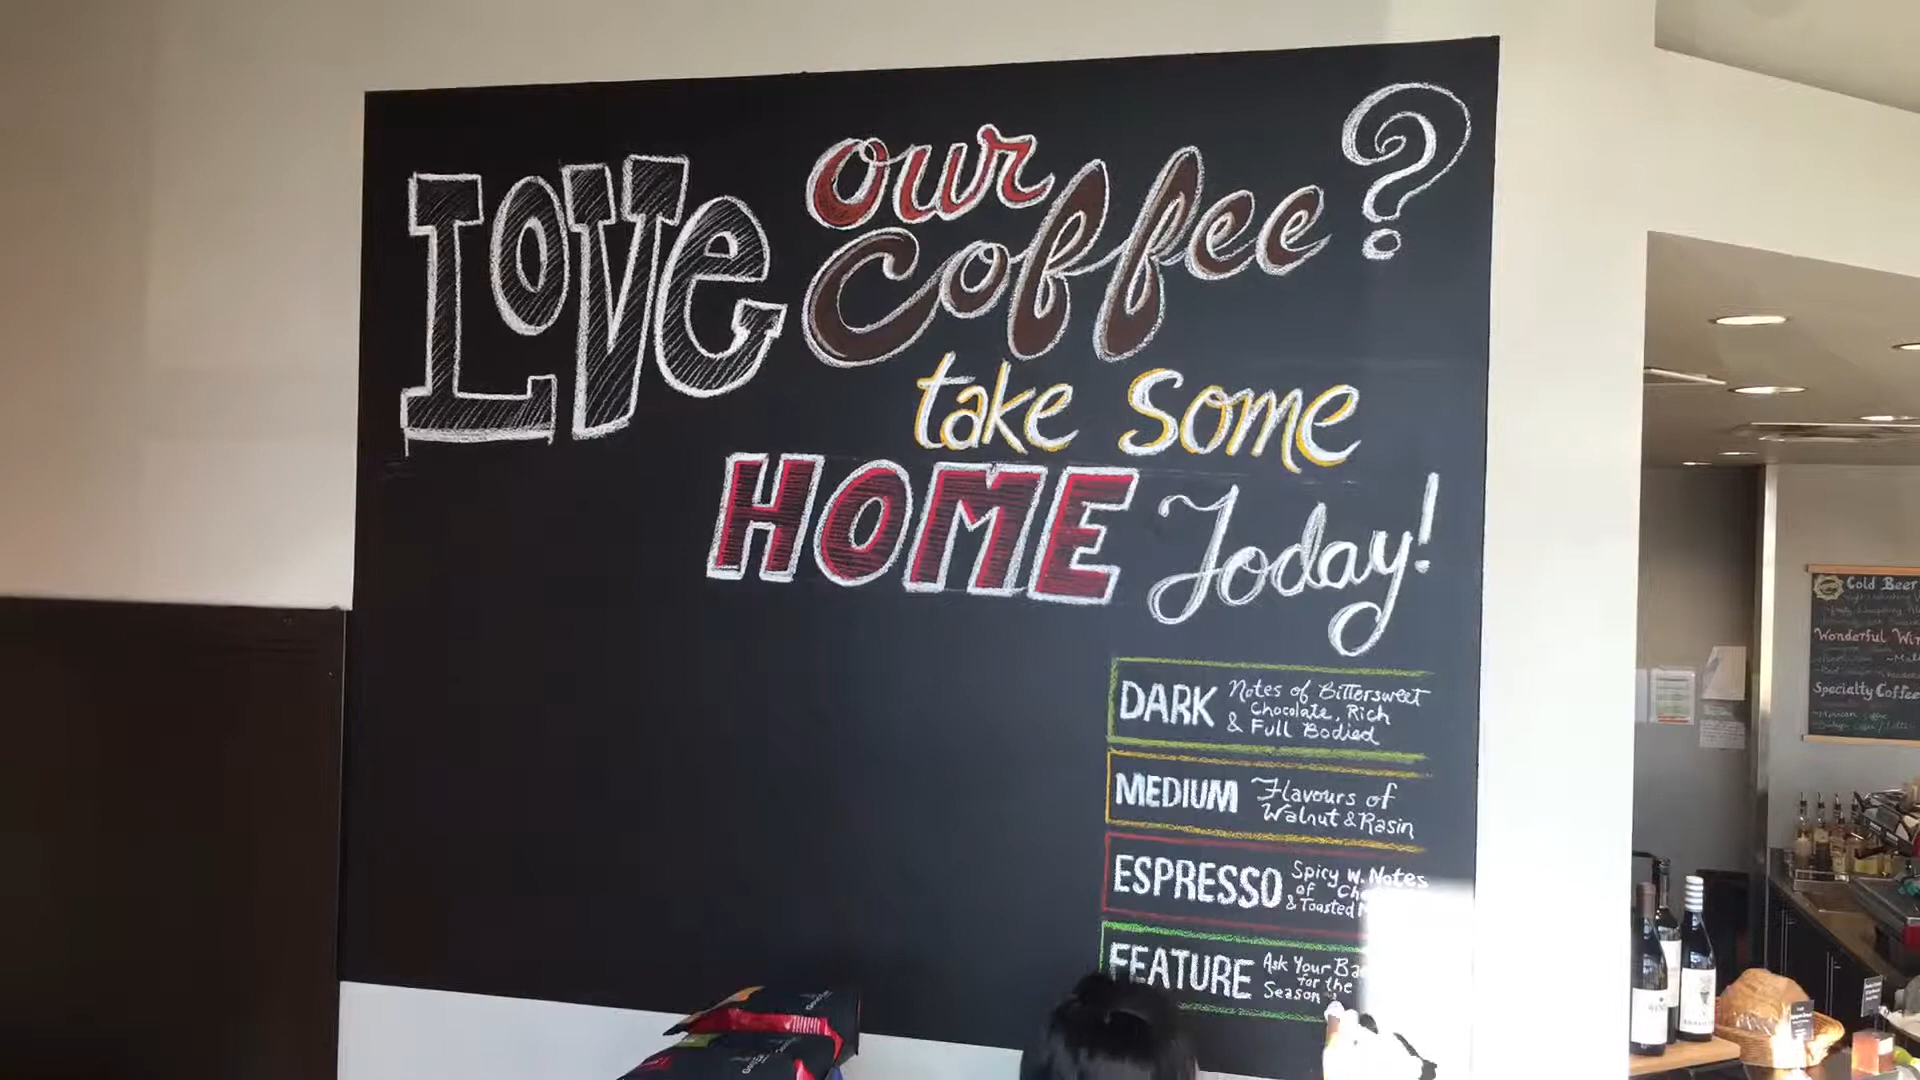 LOVe our
Coffee?
take some
HOME Today!
DARK Notes of Bittersweet
Chocolate, Rich
& Full Bodied
MEDIUM Flavours of
Walnut & Rasin
ESPRESSO Spicy w. Notes
of
& Toasted
FEATURE Ask Your
for the
Season
Cold Beer
Wonderful
Specialty Coffee